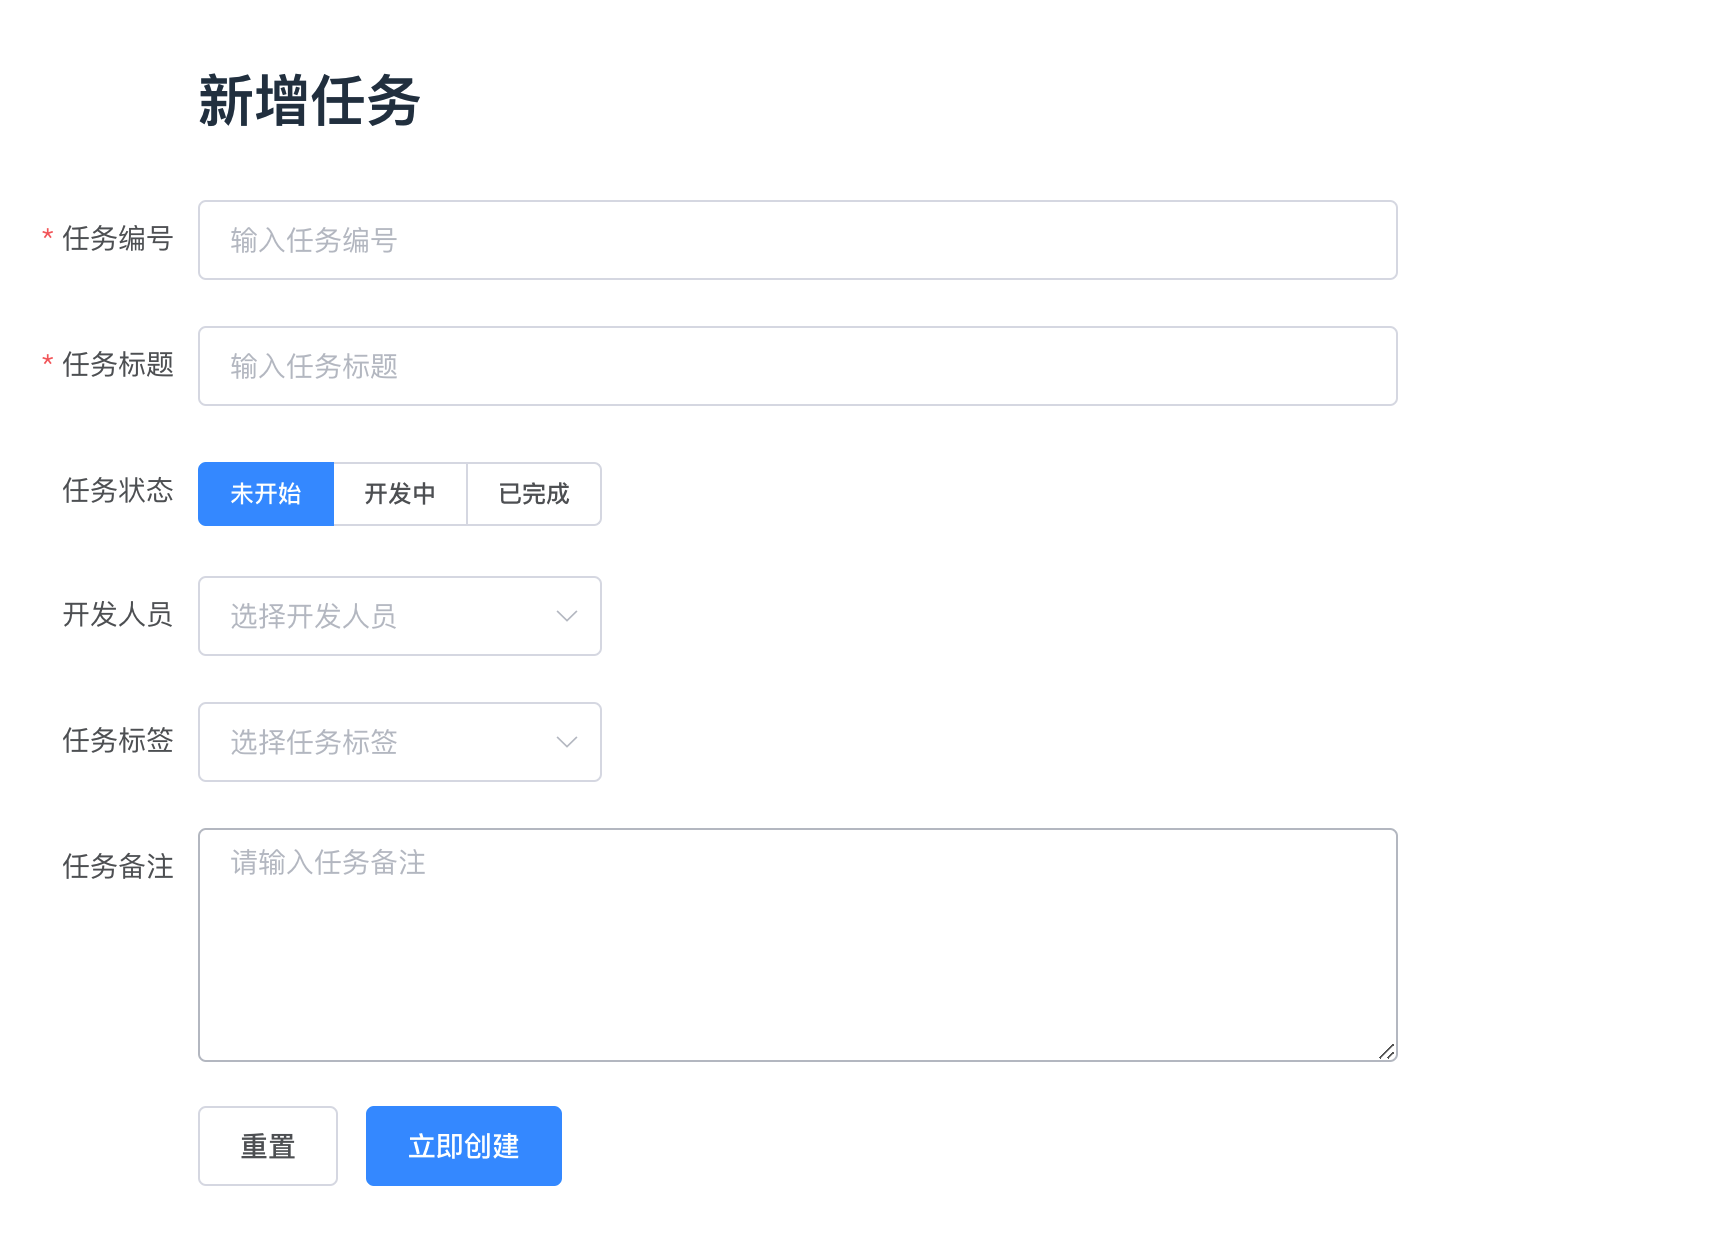 新增任务
* 任务编号 输入任务编号
* 任务标题 输入任务标题
任务状态 未开始 开发中 已完成
开发人员 选择开发人员
任务标签 选择任务标签
任务备注 请输入任务备注
重置 立即创建